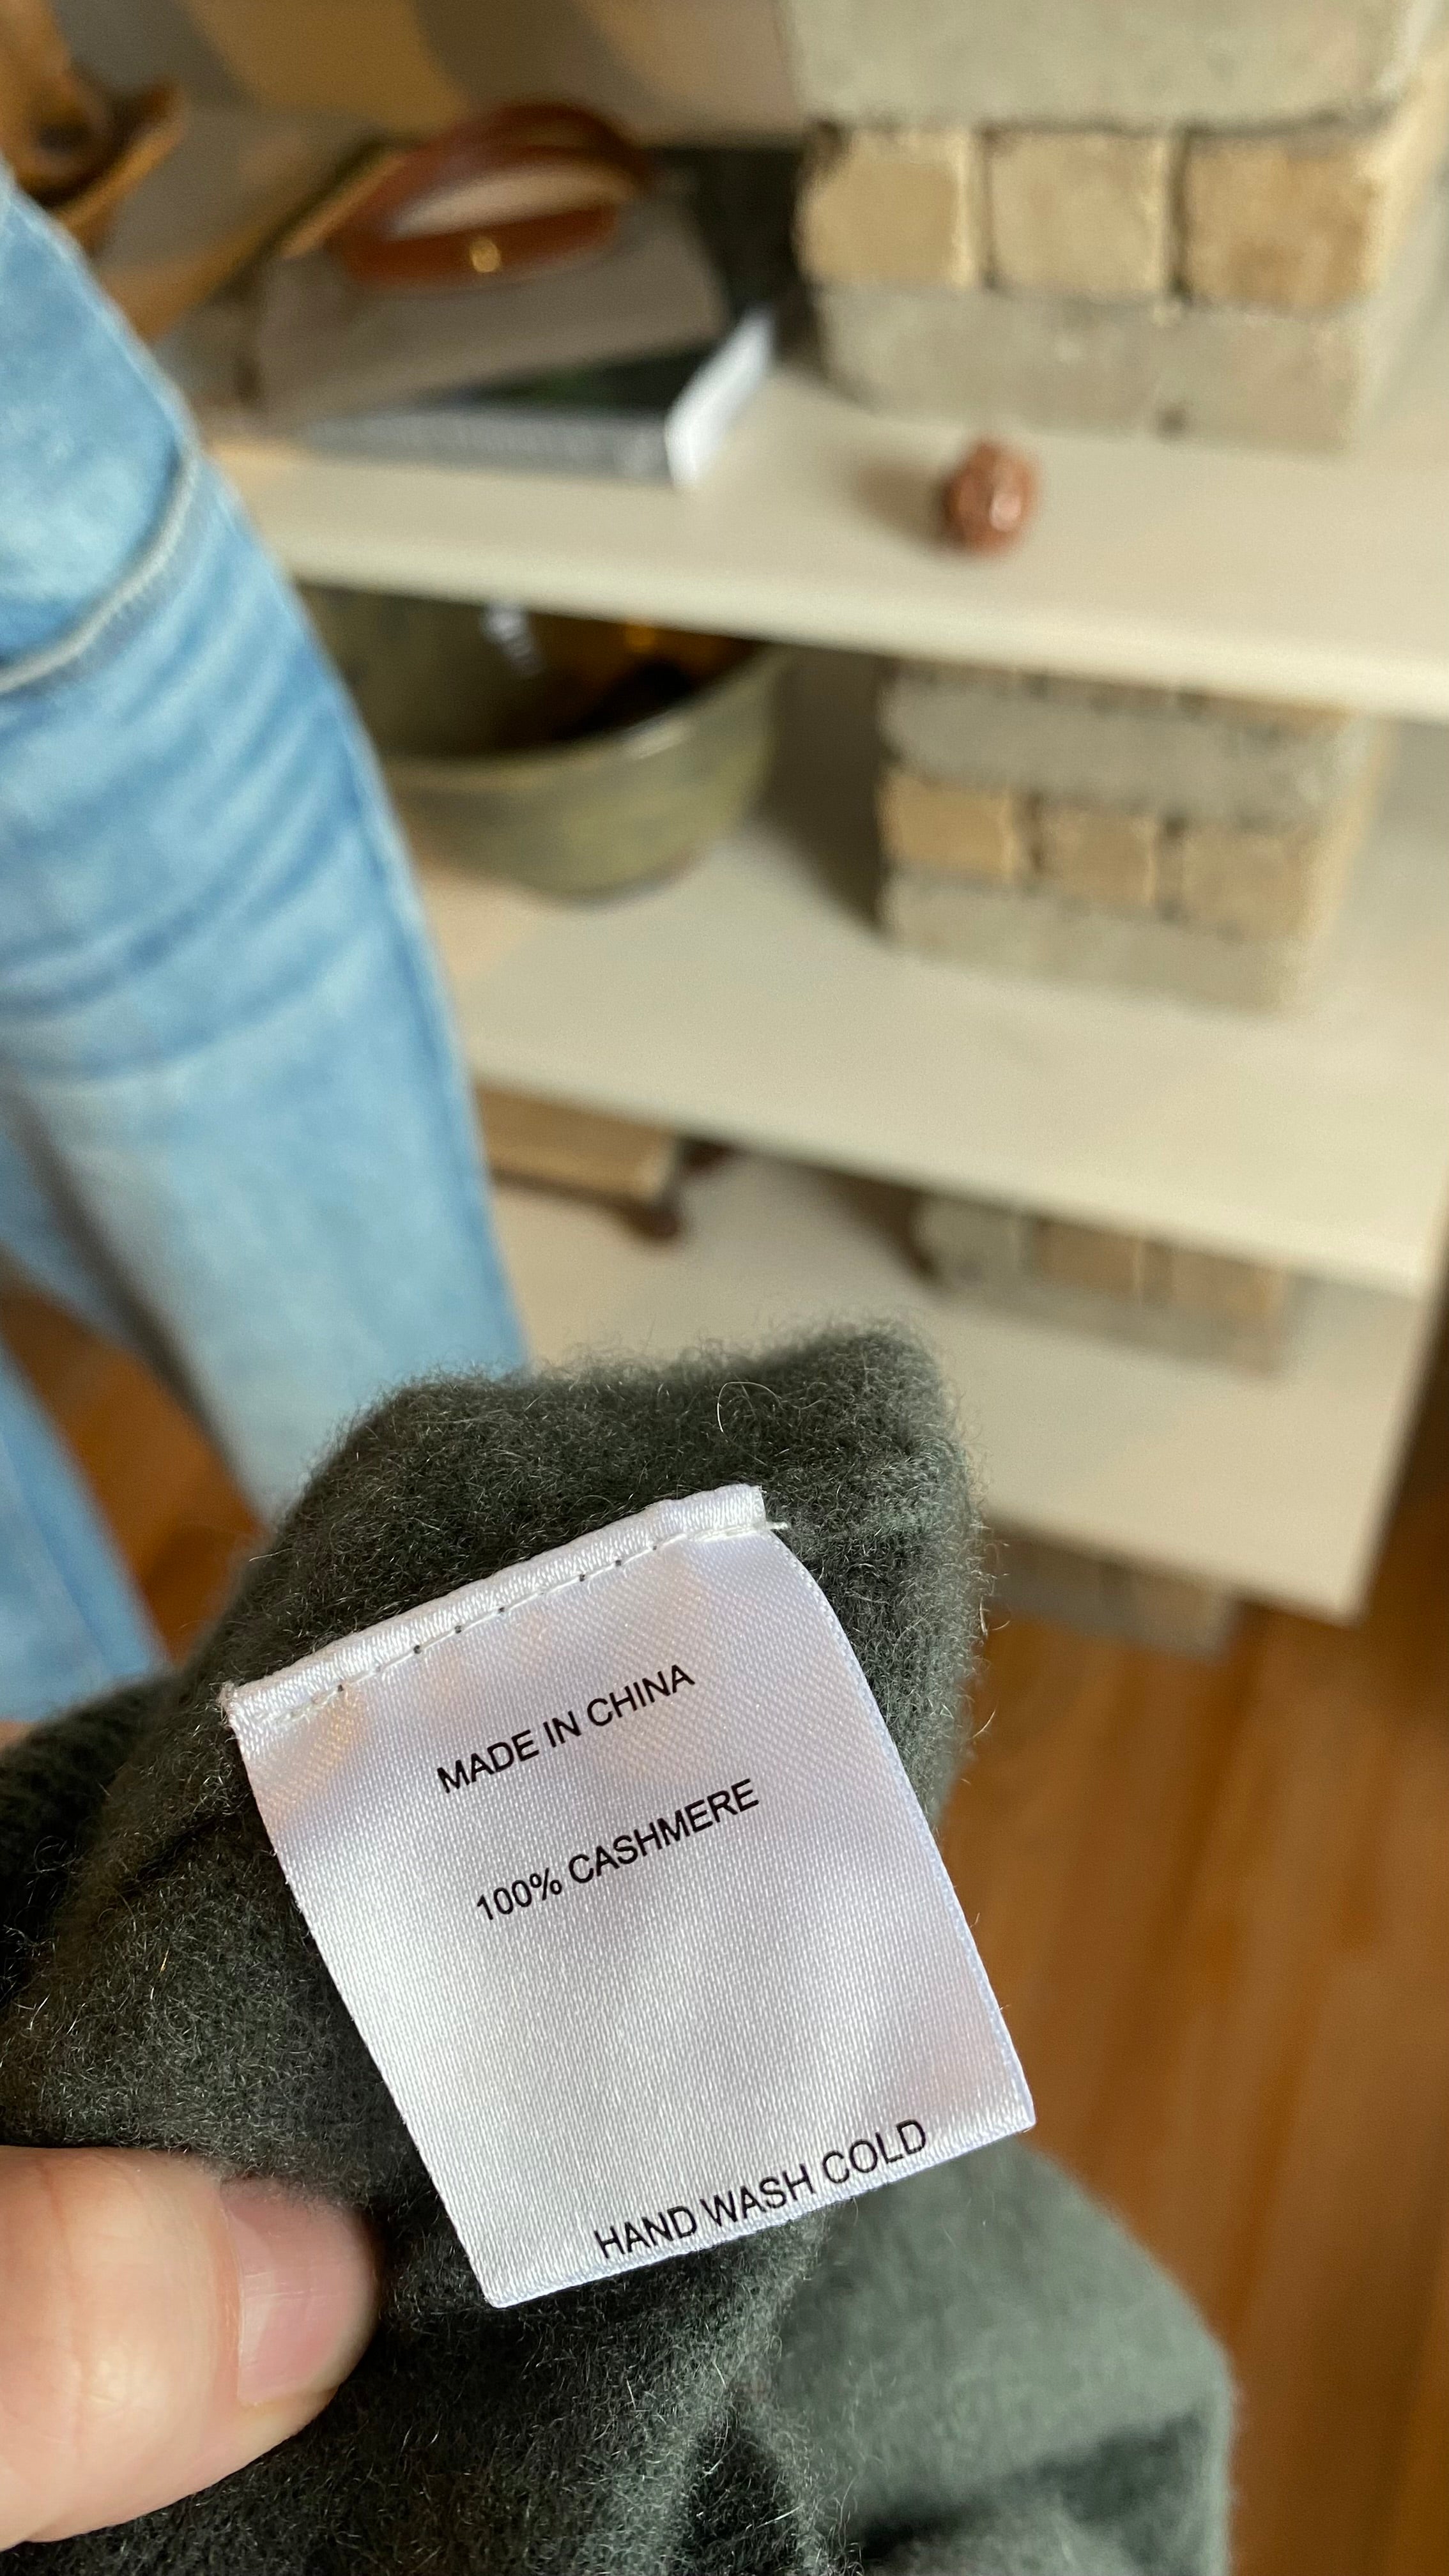 MADE IN CHINA
100% CASHMERE
HAND WASH COLD